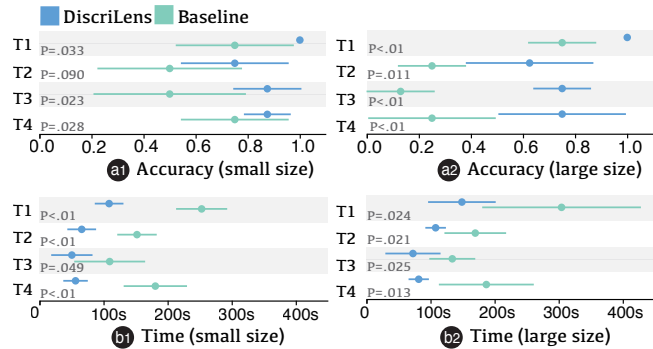 DiscriLens Baseline
T1 P=.033
T2 P=.090
T3 P=.023
T4 P=.028
0.0 0.2 0.4 0.6 0.8 1.0
a1 Accuracy (small size)
T1 P<.01
T2 P=.011
T3 P<.01
T4 P<.01
0.0 0.2 0.4 0.6 0.8 1.0
a2 Accuracy (large size)
T1 P<.01
T2 P<.01
T3 P=.049
T4 P<.01
0 100s 200s 300s 400s
b1 Time (small size)
T1 P=.024
T2 P=.021
T3 P=.025
T4 P=.013
0 100s 200s 300s 400s
b2 Time (large size)